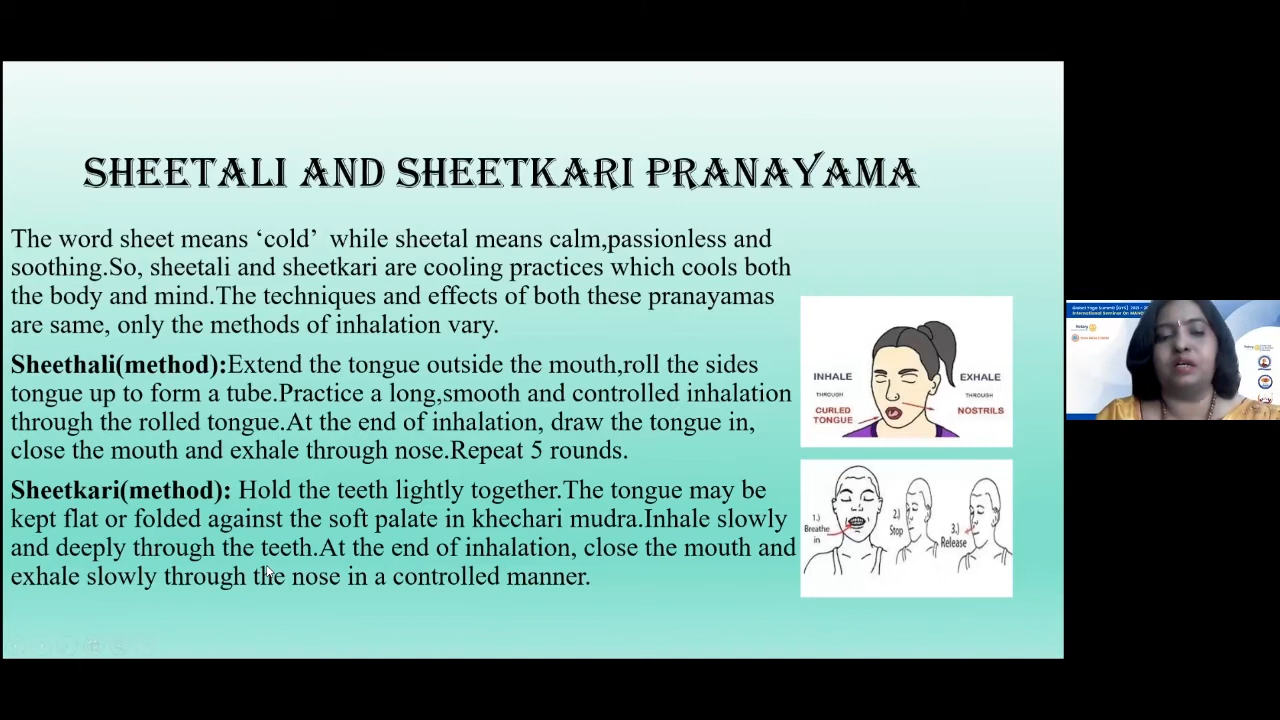 SHEETALI AND SHEETKARI PRANAYAMA
The word sheet means ‘cold’ while sheetal means calm,passionless and
soothing.So, sheetali and sheetkari are cooling practices which cools both
the body and mind.The techniques and effects of both these pranayamas
are same, only the methods of inhalation vary.
Sheethali(method):Extend the tongue outside the mouth,roll the sides
tongue up to form a tube.Practice a long,smooth and controlled inhalation
through the rolled tongue.At the end of inhalation, draw the tongue in,
close the mouth and exhale through nose.Repeat 5 rounds.
Sheetkari(method): Hold the teeth lightly together.The tongue may be
kept flat or folded against the soft palate in khechari mudra.Inhale slowly
and deeply through the teeth.At the end of inhalation, close the mouth and
exhale slowly through the nose in a controlled manner.
INHALE
THROUGH
CURLED
TONGUE
EXHALE
THROUGH
NOSTRILS
1.)
Breathe
in
2.)
Stop
3.)
Release
Global Yoga Summit
International Seminar On
Rotary